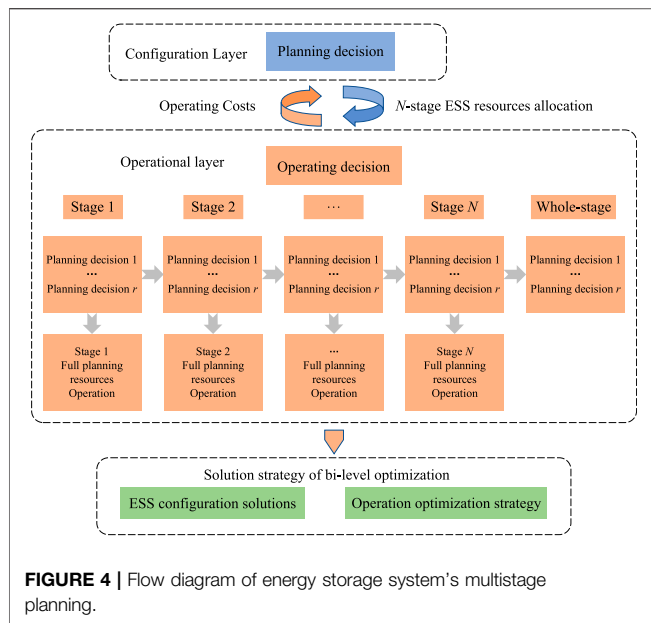 Configuration Layer
Planning decision
Operating Costs
N-stage ESS resources allocation
Operational layer
Operating decision
Stage 1
Stage 2
...
Stage N
Whole-stage
Planning decision 1
...
Planning decision r
Planning decision 1
...
Planning decision r
Planning decision 1
...
Planning decision r
Planning decision 1
...
Planning decision r
Planning decision 1
...
Planning decision r
Stage 1
Full planning
resources
Operation
Stage 2
Full planning
resources
Operation
...
Full planning
resources
Operation
Stage N
Full planning
resources
Operation
Solution strategy of bi-level optimization
ESS configuration solutions
Operation optimization strategy
FIGURE 4 | Flow diagram of energy storage system's multistage
planning.